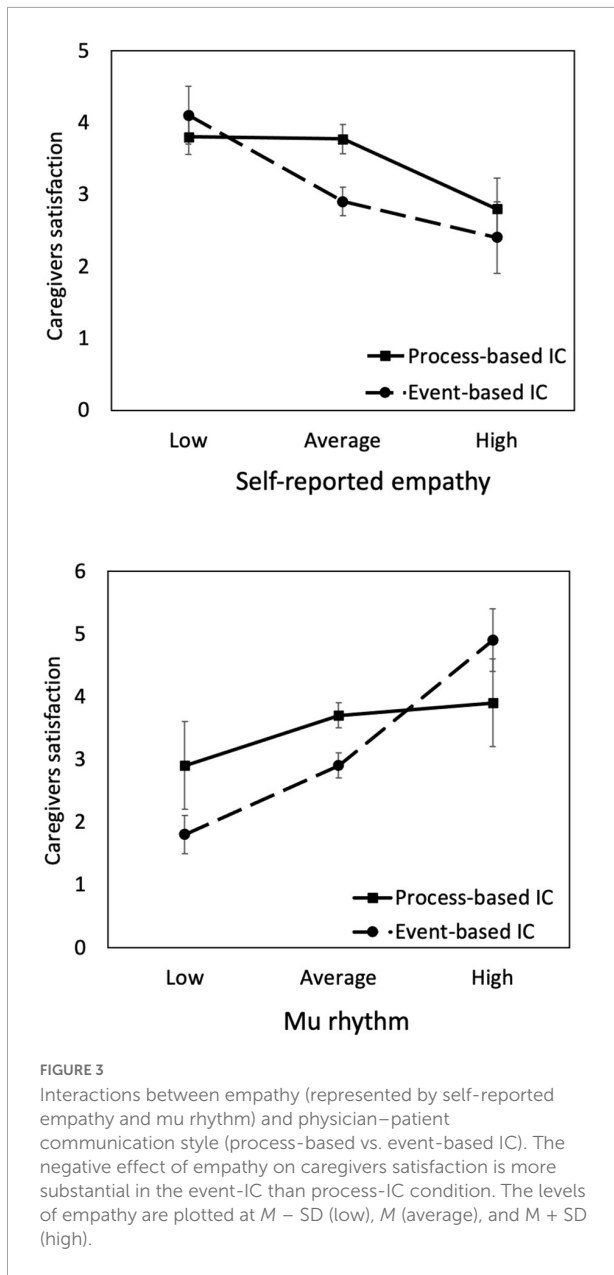 5
4
3
2
1
0
Caregivers satisfaction
Process-based IC
Event-based IC
Low Average High
Self-reported empathy
6
5
4
3
2
1
0
Caregivers satisfaction
Process-based IC
Event-based IC
Low Average High
Mu rhythm
FIGURE 3
Interactions between empathy (represented by self-reported
empathy and mu rhythm) and physician–patient
communication style (process-based vs. event-based IC). The
negative effect of empathy on caregivers satisfaction is more
substantial in the event-IC than process-IC condition. The levels
of empathy are plotted at M – SD (low), M (average), and M + SD
(high).